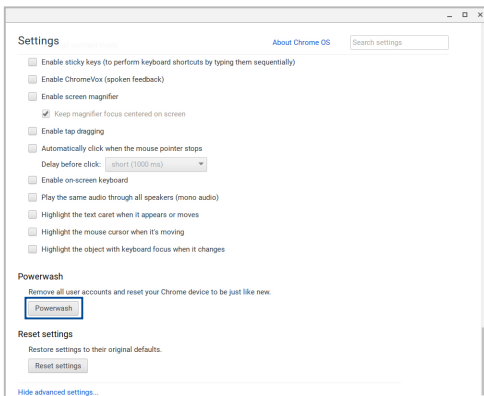 Settings
About Chrome OS
Search settings
Enable sticky keys (to perform keyboard shortcuts by typing them sequentially)
Enable ChromeVox (spoken feedback)
Enable screen magnifier
Keep magnifier focus centered on screen
Enable tap dragging
Automatically click when the mouse pointer stops
Delay before click: short (1000 ms)
Enable on-screen keyboard
Play the same audio through all speakers (mono audio)
Highlight the text caret when it appears or moves
Highlight the mouse cursor when it's moving
Highlight the object with keyboard focus when it changes
Powerwash
Remove all user accounts and reset your Chrome device to be just like new.
Powerwash
Reset settings
Restore settings to their original defaults.
Reset settings
Hide advanced settings...